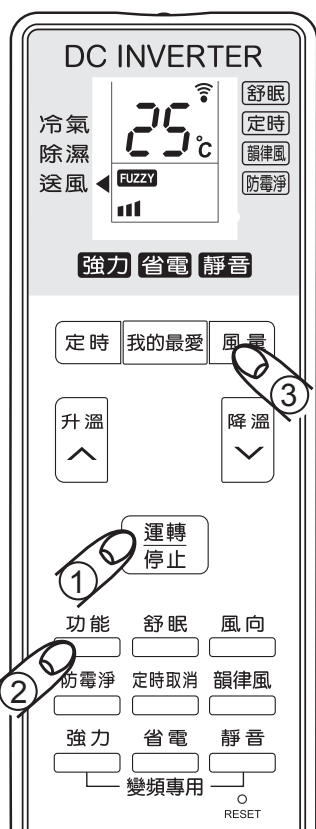 DC INVERTER
冷氣
除濕
送風
25°C
FUZZY
舒眠
定時
韻律風
防霉淨
強力 省電 靜音
定時 我的最愛 風量
③
升溫 降溫
運轉
停止
①
功能 舒眠 風向
②
防霉淨 定時取消 韻律風
強力 省電 靜音
變頻專用
RESET